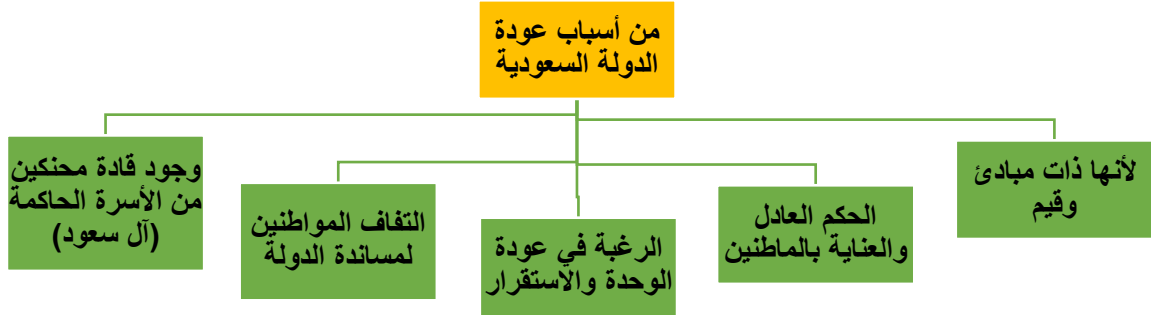 من أسباب عودة
الدولة السعودية
لأنها ذات مبادئ
وقيم
الحكم العادل
والعناية بالماطنين
الرغبة في عودة
الوحدة والاستقرار
التفاف المواطنين
لمساندة الدولة
وجود قادة محنكين
من الأسرة الحاكمة
(آل سعود)